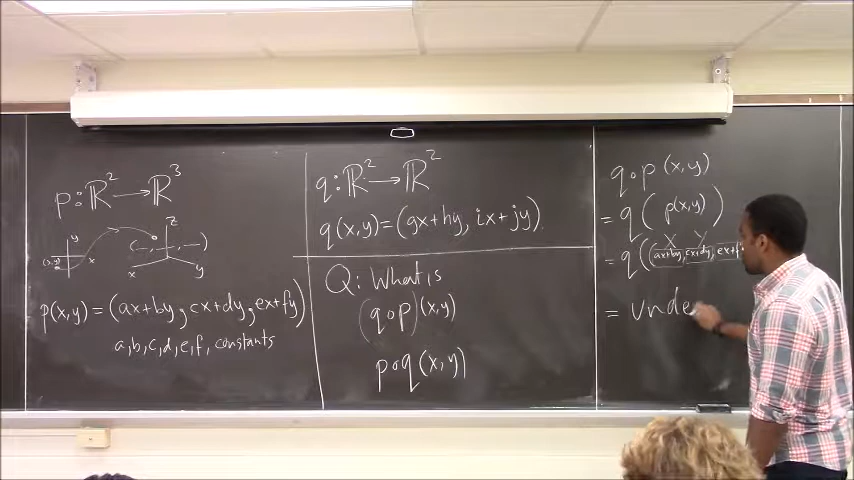 p: ℝ² → ℝ³
z
y
x
y
x
p(x,y) = (ax+by, cx+dy, ex+fy)
a,b,c,d,e,f, constants
q: ℝ² → ℝ²
q(x,y) = (gx+hy, ix+jy)
Q: What is
(q∘p)(x,y)
p∘q(x,y)
q∘p (x,y)
= q( p(x,y) )
X Y
= q((ax+by, cx+dy, ex+f
= Unde